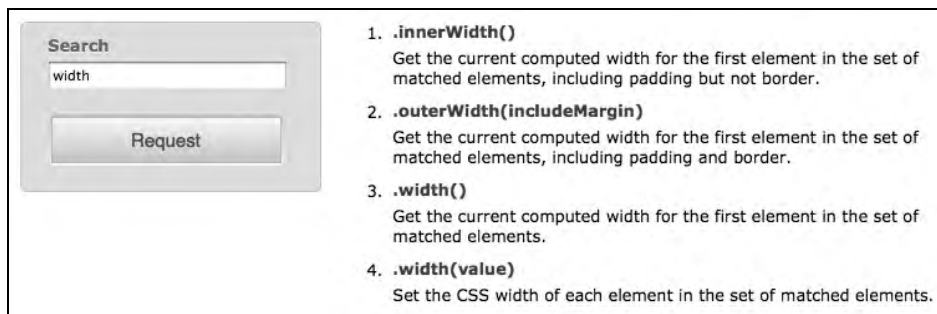 Search
width
Request
1. .innerWidth()
Get the current computed width for the first element in the set of
matched elements, including padding but not border.
2. .outerWidth(includeMargin)
Get the current computed width for the first element in the set of
matched elements, including padding and border.
3. .width()
Get the current computed width for the first element in the set of
matched elements.
4. .width(value)
Set the CSS width of each element in the set of matched elements.